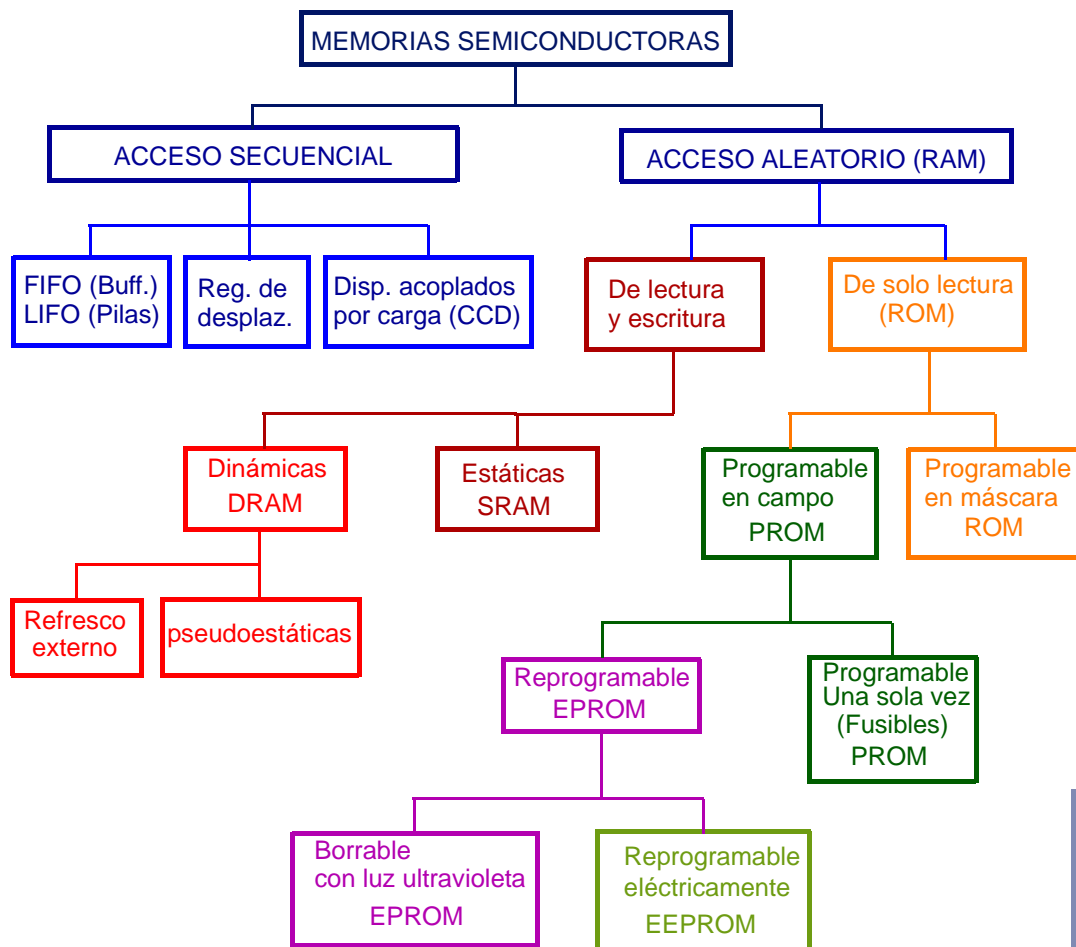 MEMORIAS SEMICONDUCTORAS
ACCESO SECUENCIAL
ACCESO ALEATORIO (RAM)
FIFO (Buff.)
LIFO (Pilas)
Reg. de
desplaz.
Disp. acoplados
por carga (CCD)
De lectura
y escritura
De solo lectura
(ROM)
Dinámicas
DRAM
Estáticas
SRAM
Programable
en campo
PROM
Programable
en máscara
ROM
Refresco
externo
pseudoestáticas
Reprogramable
EPROM
Programable
Una sola vez
(Fusibles)
PROM
Borrable
con luz ultravioleta
EPROM
Reprogramable
eléctricamente
EEPROM